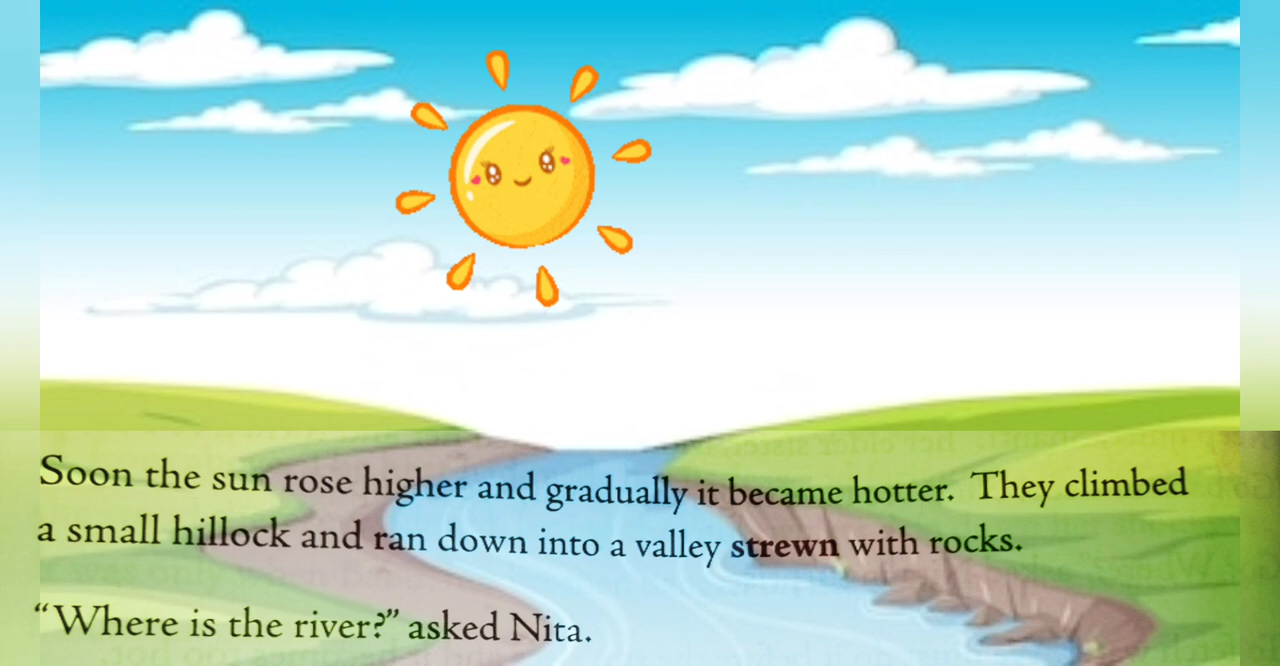 Soon the sun rose higher and gradually it became hotter. They climbed
a small hillock and ran down into a valley strewn with rocks.
“Where is the river?” asked Nita.